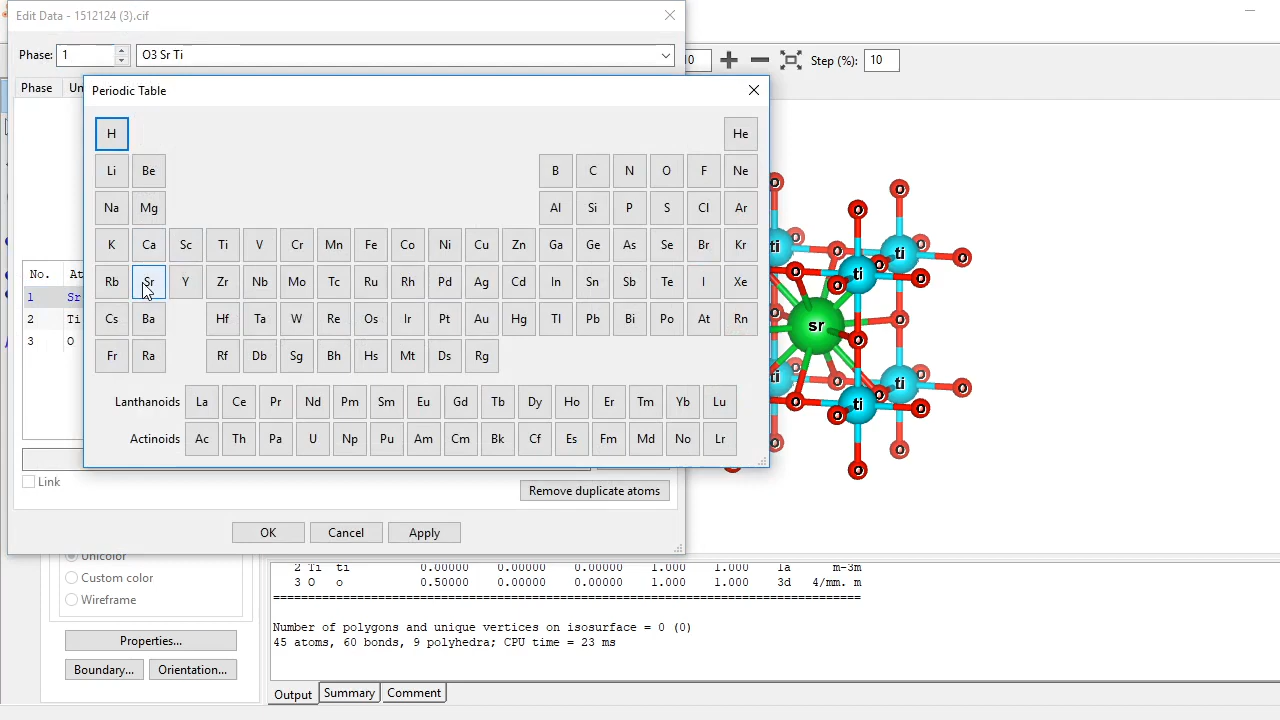 Edit Data - 1512124 (3).cif
Phase: 1 O3 Sr Ti
10 Step (%): 10
Phase Un
Periodic Table
H He
Li Be B C N O F Ne
Na Mg Al Si P S Cl Ar
K Ca Sc Ti V Cr Mn Fe Co Ni Cu Zn Ga Ge As Se Br Kr
Rb Sr Zr Nb Mo Tc Ru Rh Pd Ag Cd In Sn Sb Te I Xe
Ba Hf Ta W Re Os Ir Pt Au Hg Tl Pb Bi Po At Rn
Fr Ra Rf Db Sg Bh Hs Mt Ds Rg
Lanthanoids La Ce Pr Nd Pm Sm Eu Gd Tb Dy Ho Er Tm Yb Lu
Actinoids Ac Th Pa U Np Pu Am Cm Bk Cf Es Fm Md No Lr
No. At
1 Sr
2 Ti
3 O
Link
Remove duplicate atoms
OK Cancel Apply
o o
o o
ti o ti o
ti o
o o o o
o sr o
o
o o o
ti ti o
o ti o
o o
o
Unicolor
Custom color
Wireframe
Properties...
Boundary... Orientation...
2 Ti ti 0.00000 0.00000 0.00000 1.000 1.000 1a m-3m
3 O o 0.50000 0.00000 0.00000 1.000 1.000 3d 4/mm. m
Number of polygons and unique vertices on isosurface = 0 (0)
45 atoms, 60 bonds, 9 polyhedra; CPU time = 23 ms
Output Summary Comment